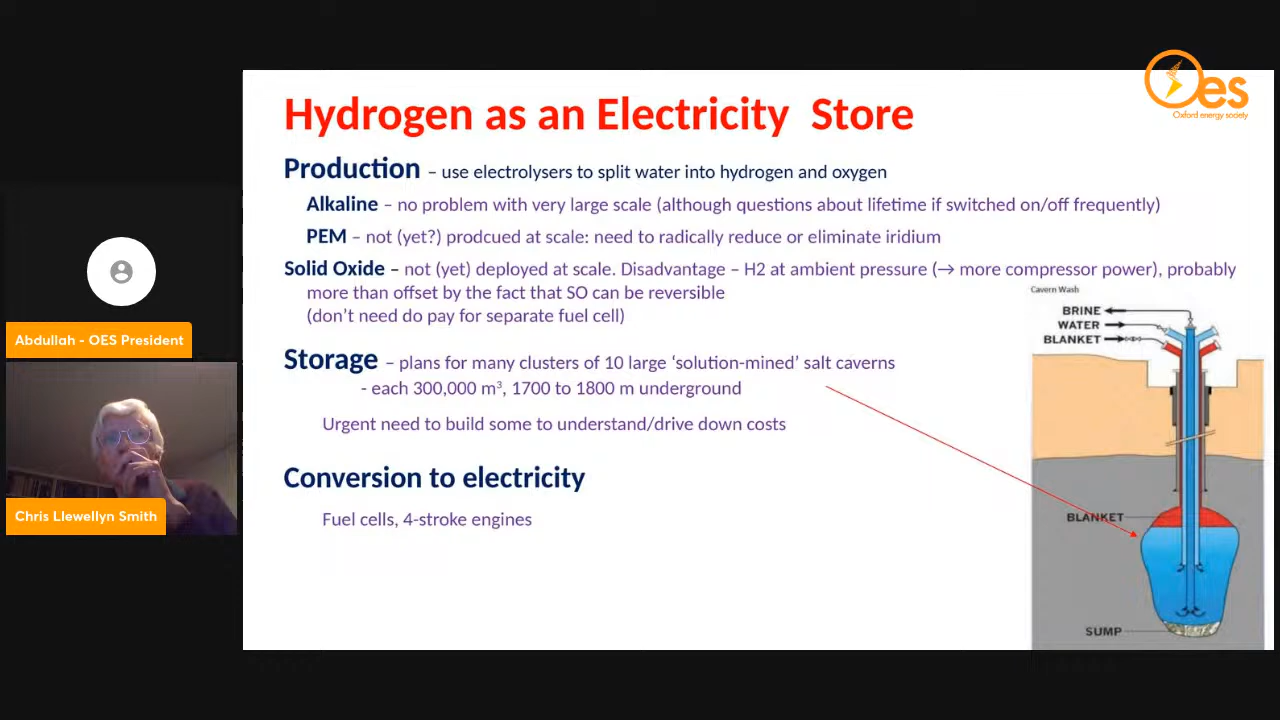 Oes
Oxford energy society
Hydrogen as an Electricity Store
Production – use electrolysers to split water into hydrogen and oxygen
Alkaline – no problem with very large scale (although questions about lifetime if switched on/off frequently)
PEM – not (yet?) prodcued at scale: need to radically reduce or eliminate iridium
Solid Oxide – not (yet) deployed at scale. Disadvantage – H2 at ambient pressure (→ more compressor power), probably
more than offset by the fact that SO can be reversible
(don’t need do pay for separate fuel cell)
Storage – plans for many clusters of 10 large ‘solution-mined’ salt caverns
- each 300,000 m³, 1700 to 1800 m underground
Urgent need to build some to understand/drive down costs
Conversion to electricity
Fuel cells, 4-stroke engines
Cavern Wash
BRINE
WATER
BLANKET
BLANKET
SUMP
Abdullah - OES President
Chris Llewellyn Smith